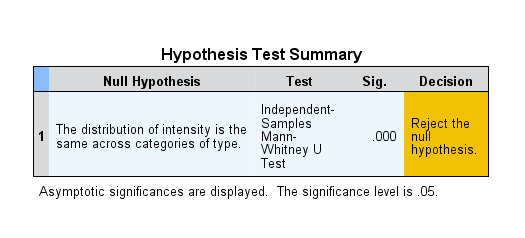 Hypothesis Test Summary
Null Hypothesis Test Sig. Decision
1 The distribution of intensity is the same across categories of type. Independent-Samples Mann-Whitney U Test .000 Reject the null hypothesis.
Asymptotic significances are displayed. The significance level is .05.